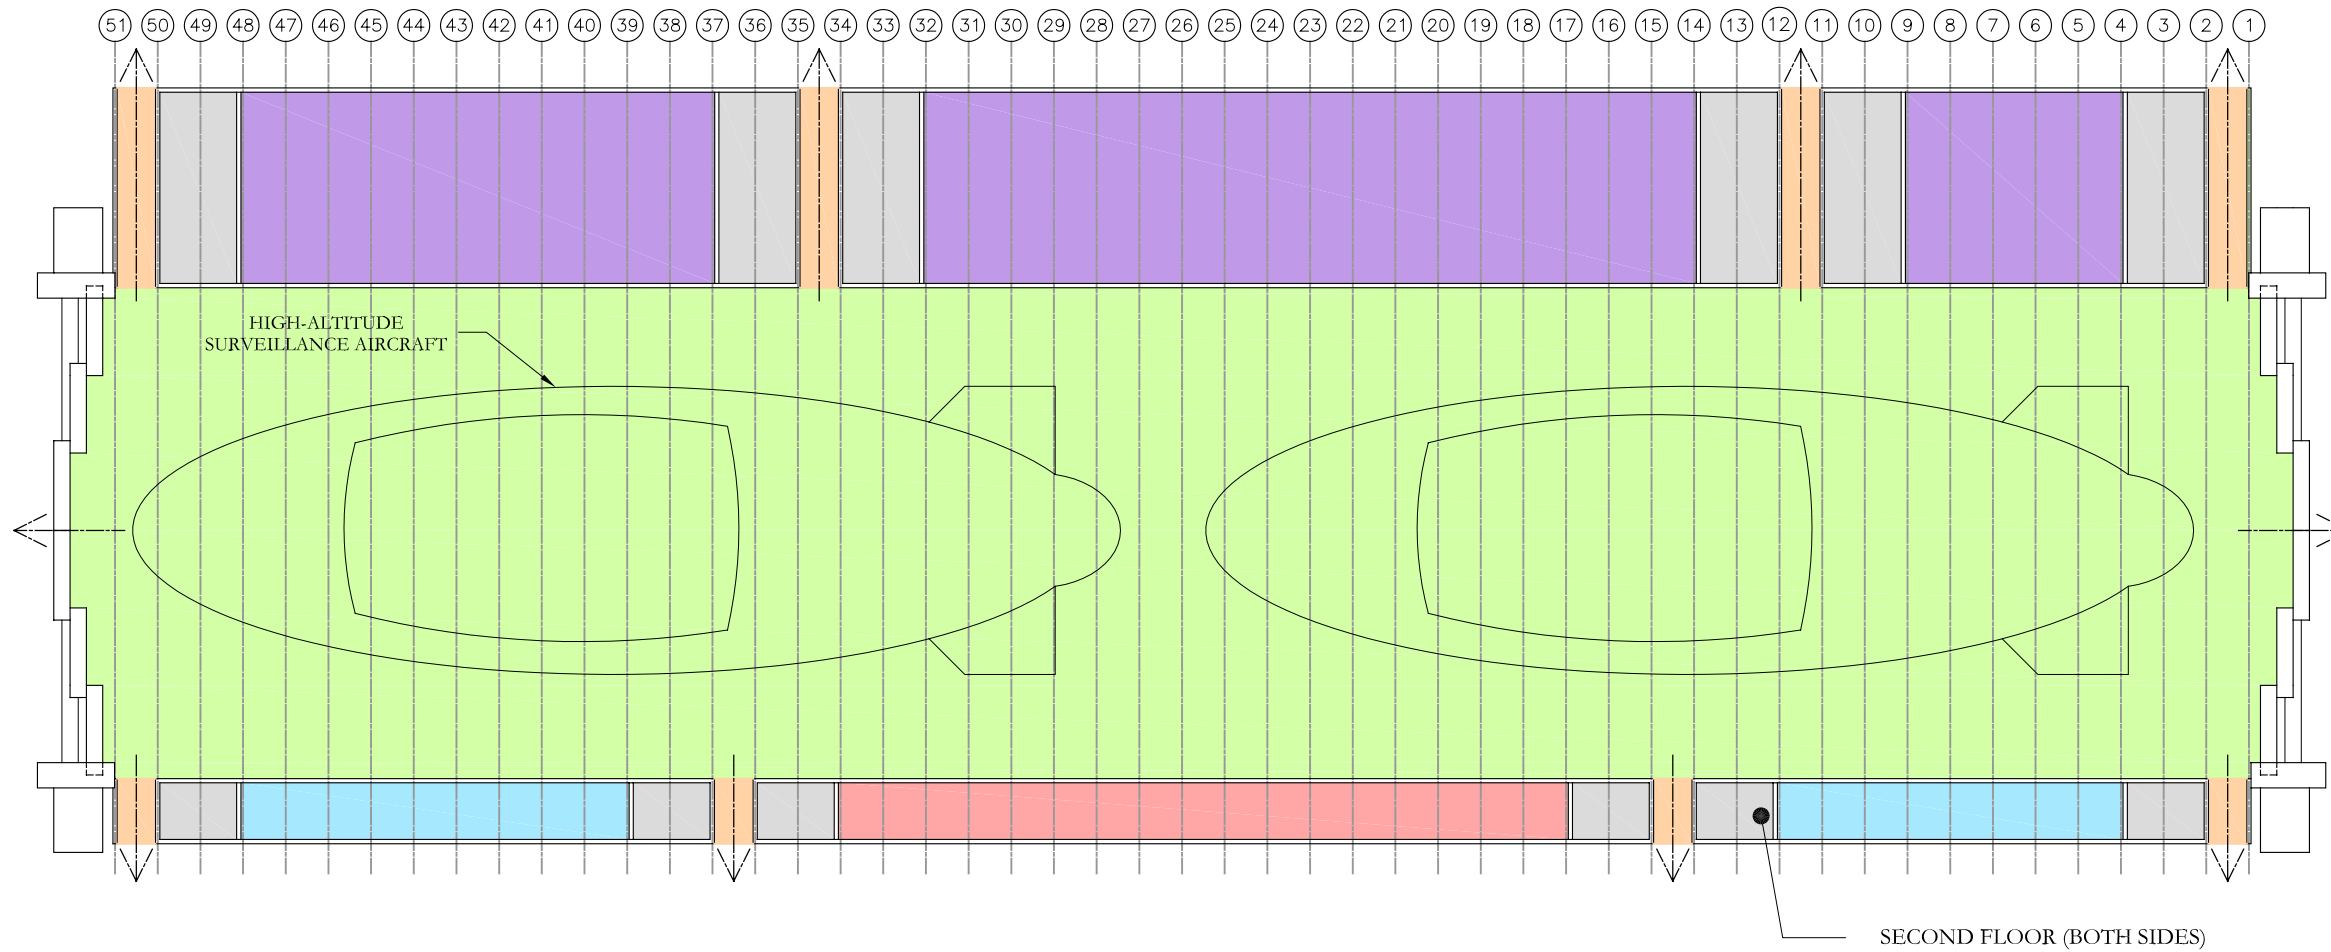 51 50 49 48 47 46 45 44 43 42 41 40 39 38 37 36 35 34 33 32 31 30 29 28 27 26 25 24 23 22 21 20 19 18 17 16 15 14 13 12 11 10 9 8 7 6 5 4 3 2 1
HIGH-ALTITUDE
SURVEILLANCE AIRCRAFT
SECOND FLOOR (BOTH SIDES)